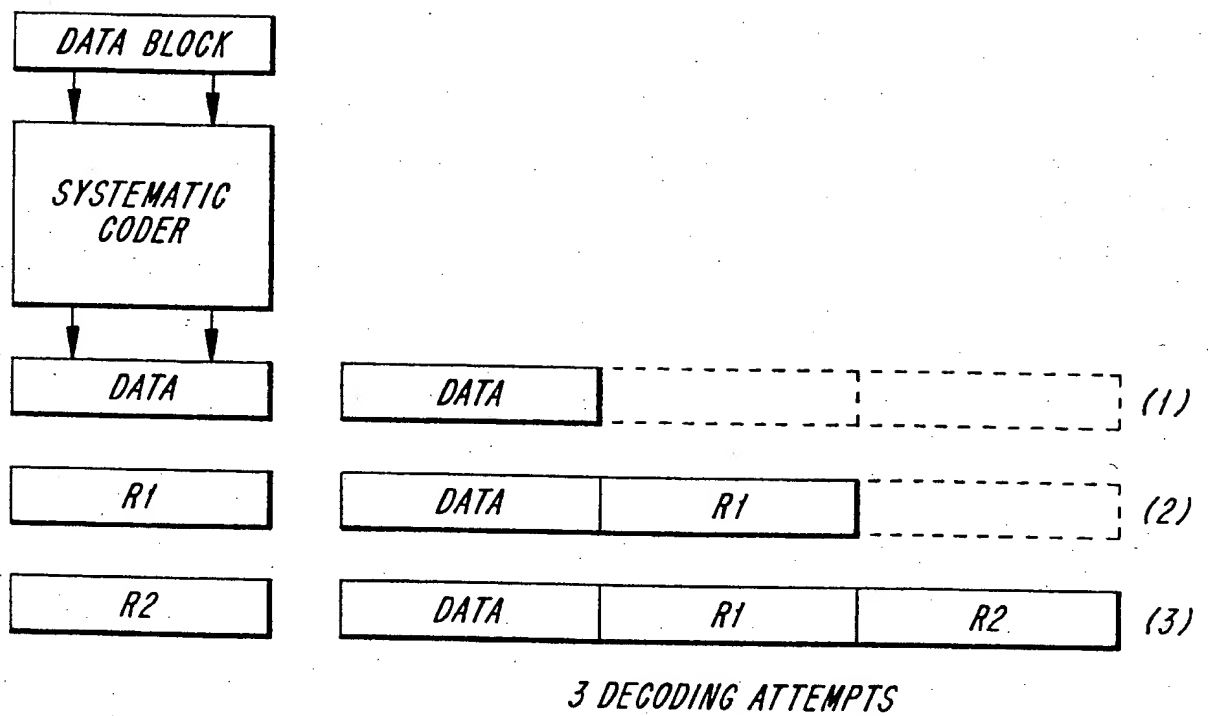 DATA BLOCK
SYSTEMATIC
CODER
DATA
DATA (1)
R1
DATA R1 (2)
R2
DATA R1 R2 (3)
3 DECODING ATTEMPTS